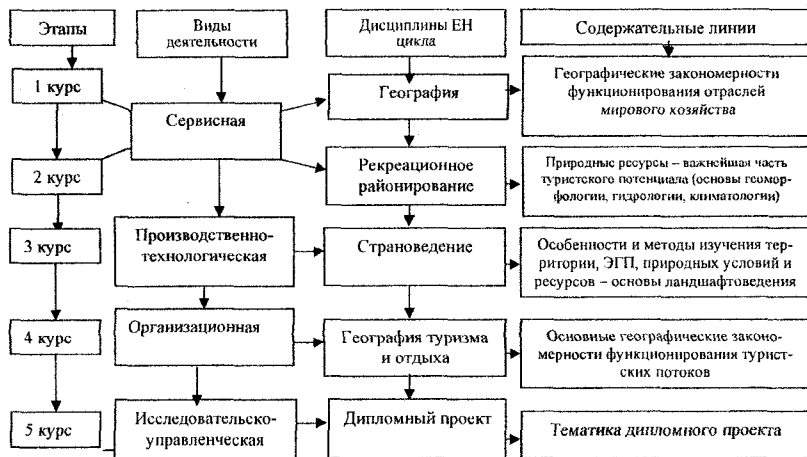 Этапы
Виды
деятельности
Дисциплины ЕН
цикла
Содержательные линии
1 курс
Сервисная
География
Географические закономерности
функционирования отраслей
мирового хозяйства
2 курс
Рекреационное
районирование
Природные ресурсы – важнейшая часть
туристского потенциала (основы геомор-
фологии, гидрологии, климатологии)
3 курс
Производственно-
технологическая
Страноведение
Особенности и методы изучения тер-
ритории, ЭГП, природных условий и
ресурсов – основы ландшафтоведения
4 курс
Организационная
География туризма
и отдыха
Основные географические законо-
мерности функционирования турист-
ских потоков
5 курс
Исследовательско-
управленческая
Дипломный проект
Тематика дипломного проекта